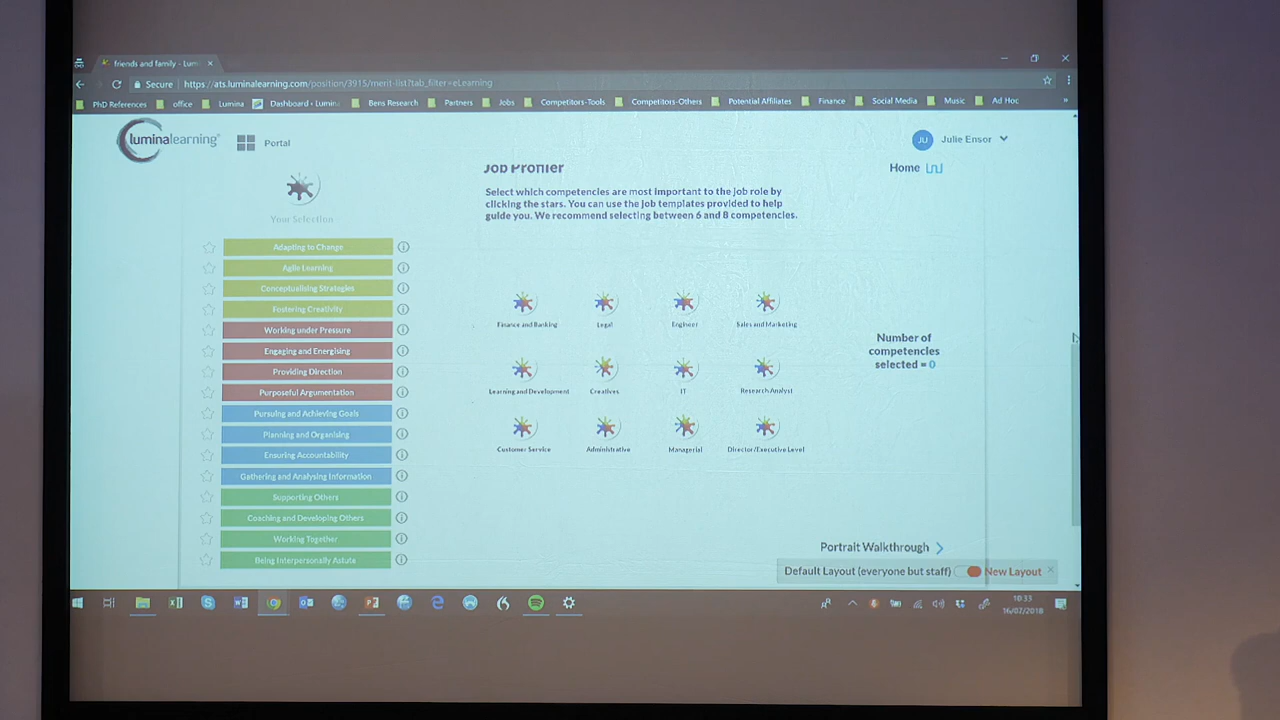 friends and family - Lum
Secure
https://ats.luminalearning.com/position/3915/merit-list?tab_filter=eLearning
PhD References
office
Lumina
Dashboard - Lumin
Bens Research
Partners
Jobs
Competitors-Tools
Competitors-Others
Potential Affiliates
Finance
Social Media
Music
Ad Hoc
»
luminalearning
Portal
JU
Julie Ensor
Job Profiler
Home
Select which competencies are most important to the job role by
clicking the stars. You can use the job templates provided to help
guide you. We recommend selecting between 6 and 8 competencies.
Your Selection
Adapting to Change
Agile Learning
Conceptualising Strategies
Fostering Creativity
Working under Pressure
Engaging and Energising
Providing Direction
Purposeful Argumentation
Pursuing and Achieving Goals
Planning and Organising
Ensuring Accountability
Gathering and Analysing Information
Supporting Others
Coaching and Developing Others
Working Together
Being Interpersonally Astute
Finance and Banking
Legal
Engineer
Sales and Marketing
Learning and Development
Creatives
IT
Research Analyst
Customer Service
Administrative
Managerial
Director/Executive Level
Number of
competencies
selected = 0
Portrait Walkthrough
Default Layout (everyone but staff)
New Layout
10:33
16/07/2018